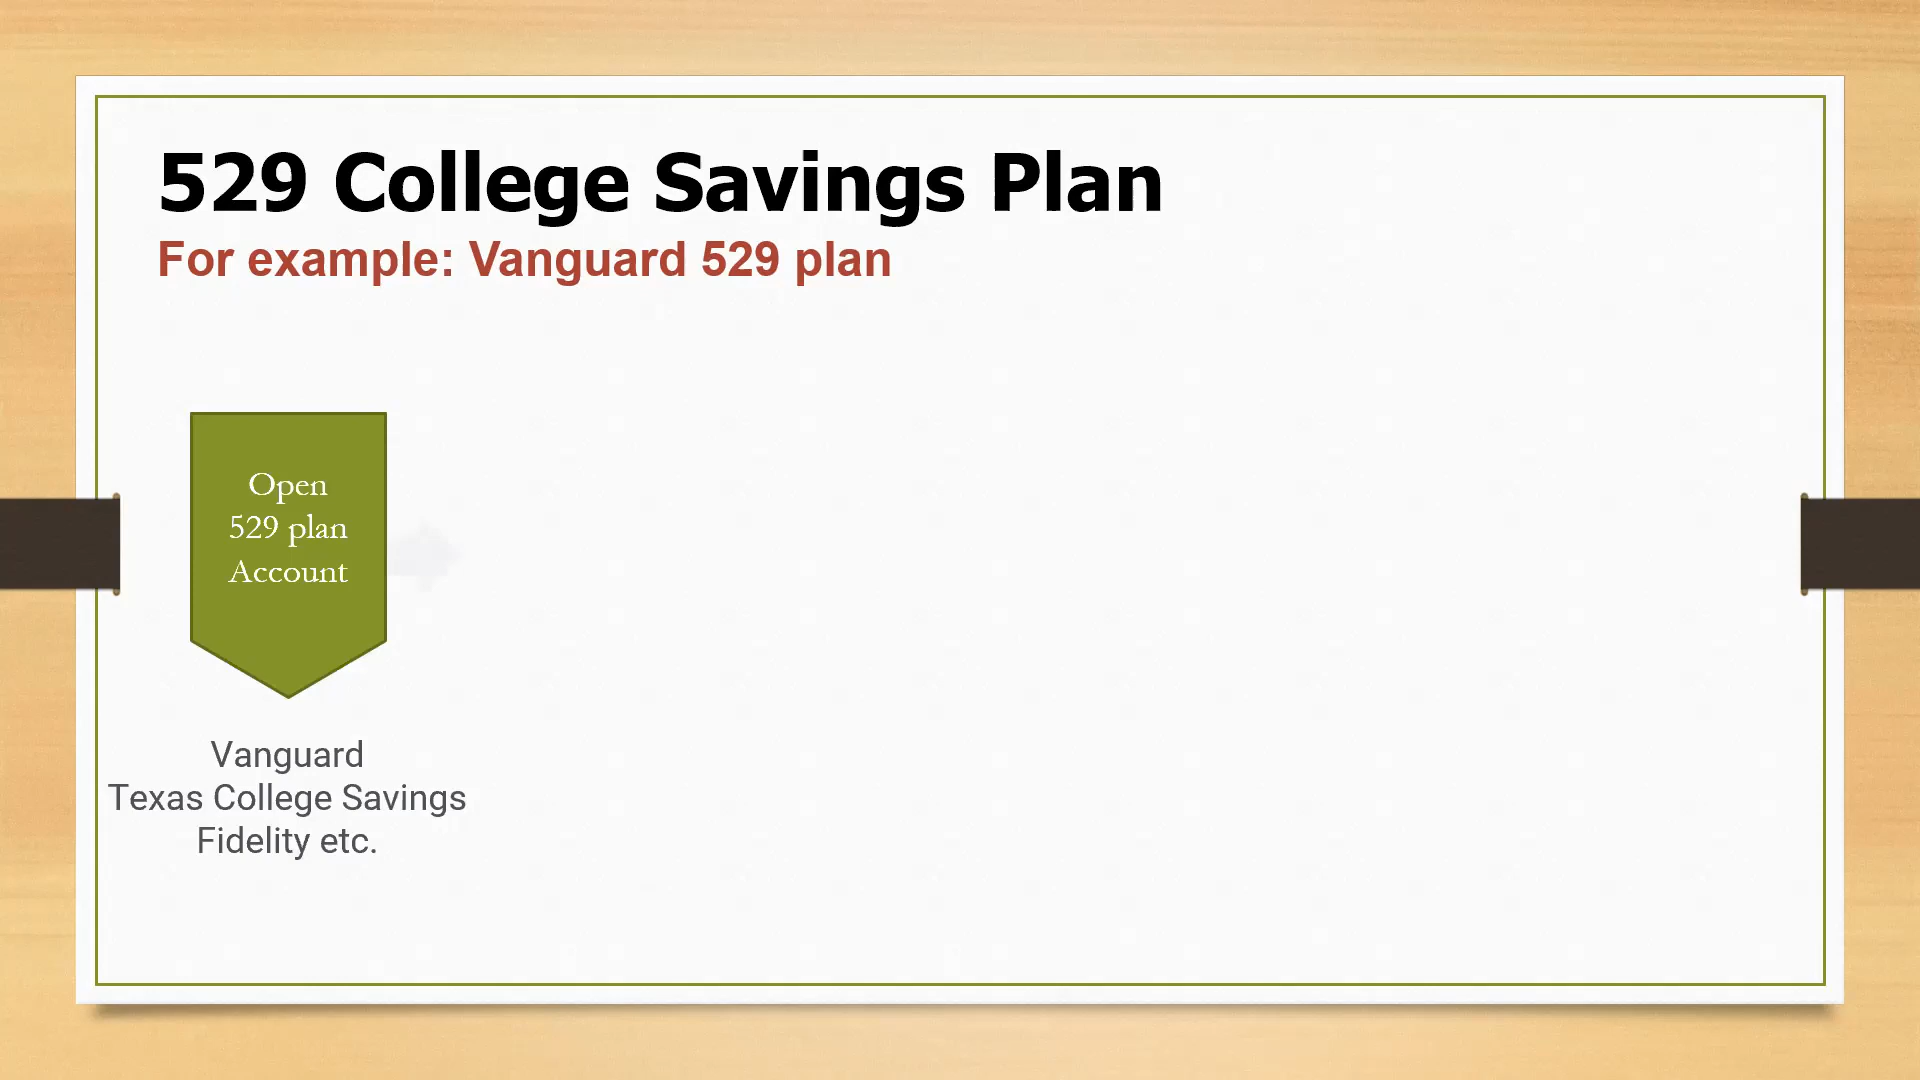 529 College Savings Plan
For example: Vanguard 529 plan
Open
529 plan
Account
Vanguard
Texas College Savings
Fidelity etc.